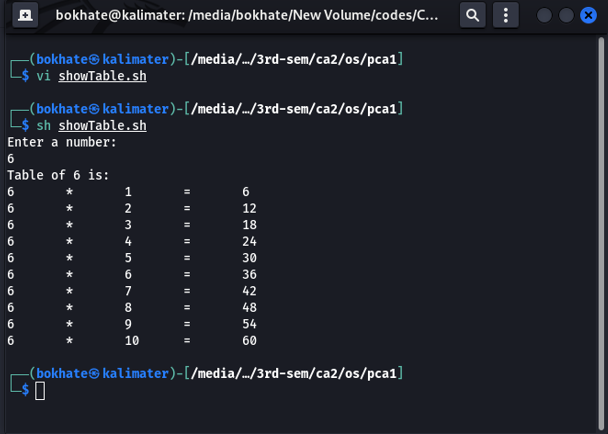 bokhate@kalimater: /media/bokhate/New Volume/codes/C...
┌──(bokhate㉿kalimater)-[/media/…/3rd-sem/ca2/os/pca1]
└─$ vi showTable.sh
┌──(bokhate㉿kalimater)-[/media/…/3rd-sem/ca2/os/pca1]
└─$ sh showTable.sh
Enter a number:
6
Table of 6 is:
6 * 1 = 6
6 * 2 = 12
6 * 3 = 18
6 * 4 = 24
6 * 5 = 30
6 * 6 = 36
6 * 7 = 42
6 * 8 = 48
6 * 9 = 54
6 * 10 = 60
┌──(bokhate㉿kalimater)-[/media/…/3rd-sem/ca2/os/pca1]
└─$